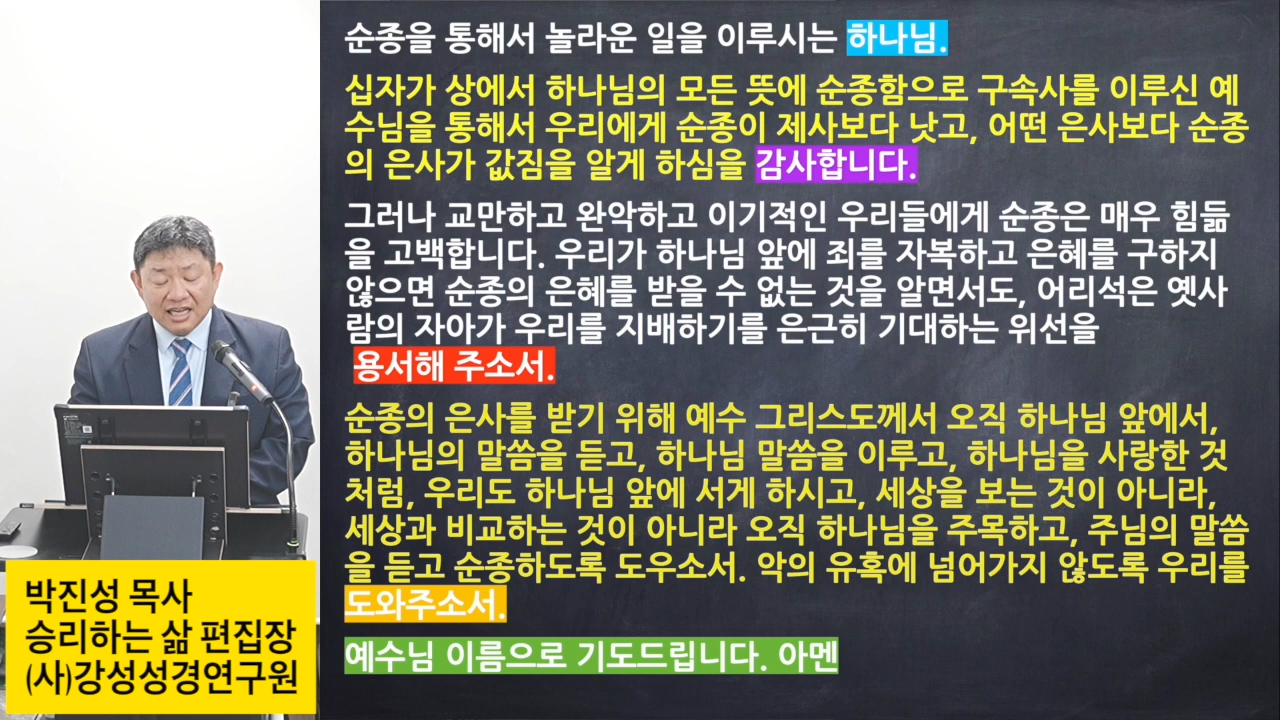 순종을 통해서 놀라운 일을 이루시는 하나님.
십자가 상에서 하나님의 모든 뜻에 순종함으로 구속사를 이루신 예
수님을 통해서 우리에게 순종이 제사보다 낫고, 어떤 은사보다 순종
의 은사가 값짐을 알게 하심을 감사합니다.
그러나 교만하고 완악하고 이기적인 우리들에게 순종은 매우 힘듦
을 고백합니다. 우리가 하나님 앞에 죄를 자복하고 은혜를 구하지
않으면 순종의 은혜를 받을 수 없는 것을 알면서도, 어리석은 옛사
람의 자아가 우리를 지배하기를 은근히 기대하는 위선을
용서해 주소서.
순종의 은사를 받기 위해 예수 그리스도께서 오직 하나님 앞에서,
하나님의 말씀을 듣고, 하나님 말씀을 이루고, 하나님을 사랑한 것
처럼, 우리도 하나님 앞에 서게 하시고, 세상을 보는 것이 아니라,
세상과 비교하는 것이 아니라 오직 하나님을 주목하고, 주님의 말씀
을 듣고 순종하도록 도우소서. 악의 유혹에 넘어가지 않도록 우리를
도와주소서.
예수님 이름으로 기도드립니다. 아멘
박진성 목사
승리하는 삶 편집장
(사)강성성경연구원